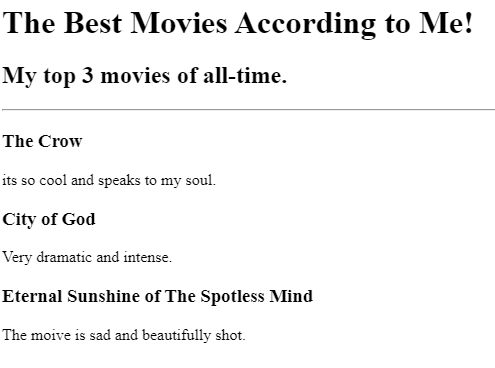 The Best Movies According to Me!
My top 3 movies of all-time.
The Crow
its so cool and speaks to my soul.
City of God
Very dramatic and intense.
Eternal Sunshine of The Spotless Mind
The moive is sad and beautifully shot.